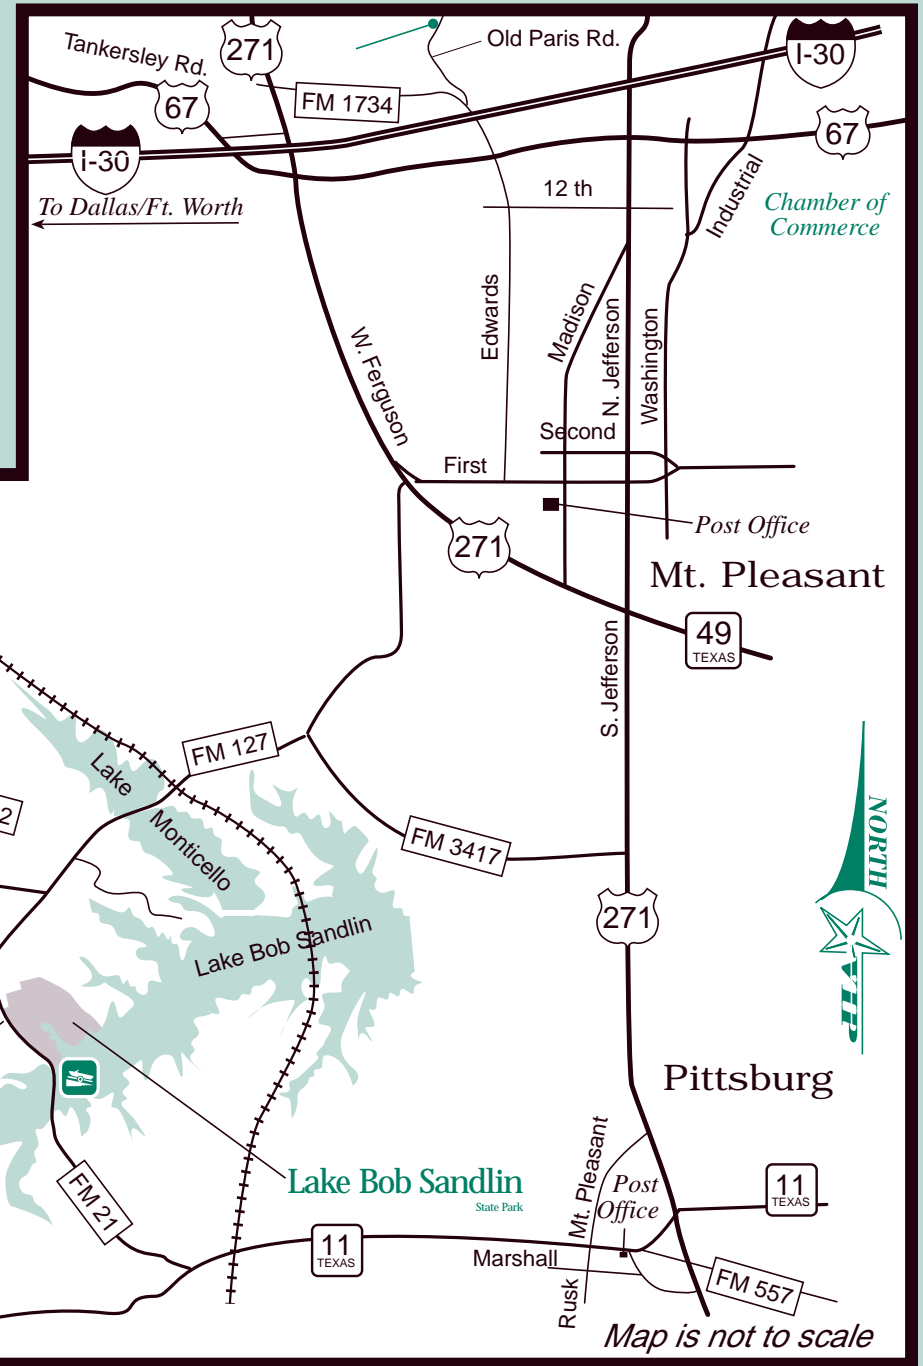 271
Old Paris Rd.
Tankersley Rd.
I-30
FM 1734
67
67
I-30
12 th
Industrial
To Dallas/Ft. Worth
Chamber of
Commerce
Edwards
Madison
N. Jefferson
Washington
W. Ferguson
Second
First
Post Office
271
Mt. Pleasant
49
TEXAS
S. Jefferson
FM 127
Lake
Monticello
2
NORTH
FM 3417
271
Lake Bob Sandlin
VHP
Pittsburg
Mt. Pleasant
Lake Bob Sandlin
State Park
Post
Office
11
TEXAS
FM 21
11
TEXAS
Marshall
Rusk
FM 557
Map is not to scale